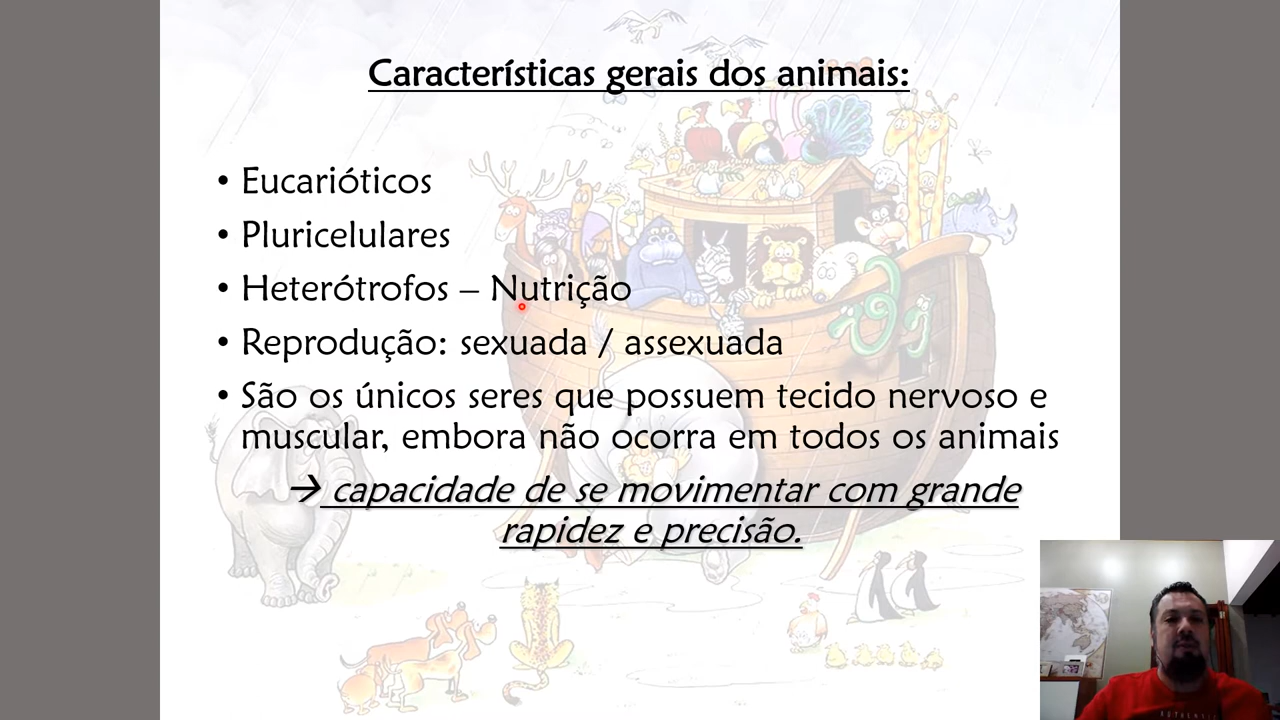 Características gerais dos animais:
• Eucarióticos
• Pluricelulares
• Heterótrofos – Nutrição
• Reprodução: sexuada / assexuada
• São os únicos seres que possuem tecido nervoso e
muscular, embora não ocorra em todos os animais
→ capacidade de se movimentar com grande
rapidez e precisão.